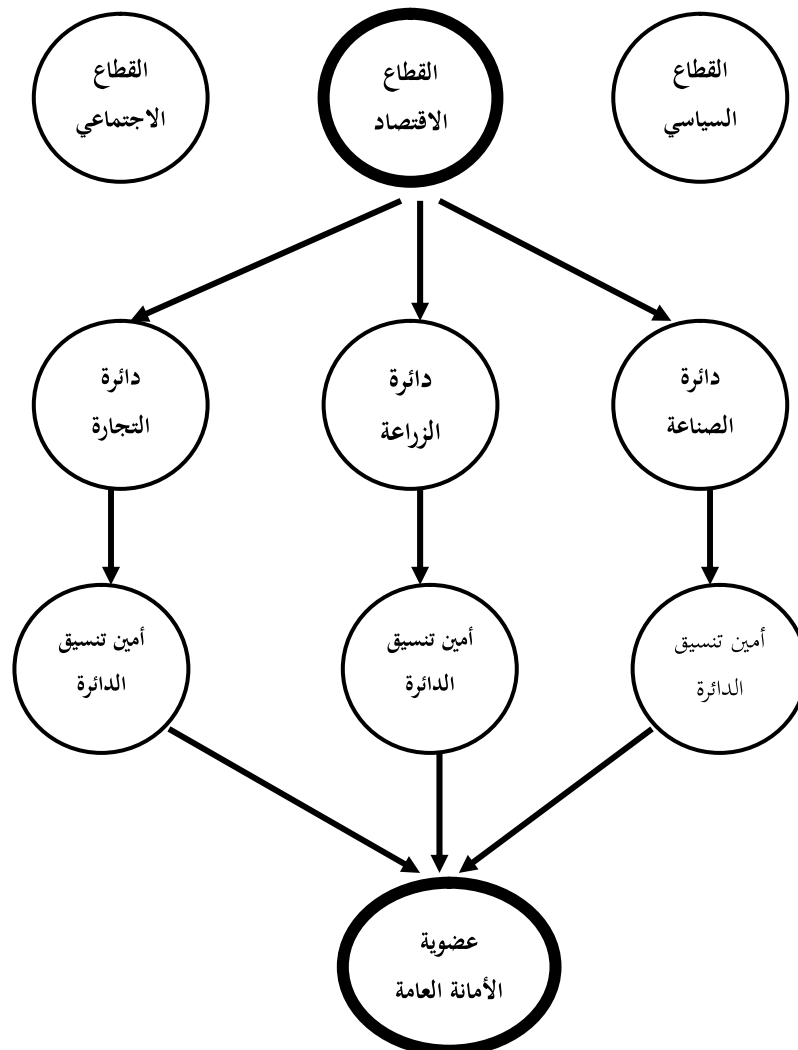 القطاع
السياسي
القطاع
الاقتصاد
القطاع
الاجتماعي
دائرة
الصناعة
دائرة
الزراعة
دائرة
التجارة
أمين تنسيق
الدائرة
أمين تنسيق
الدائرة
أمين تنسيق
الدائرة
عضوية
الأمانة العامة